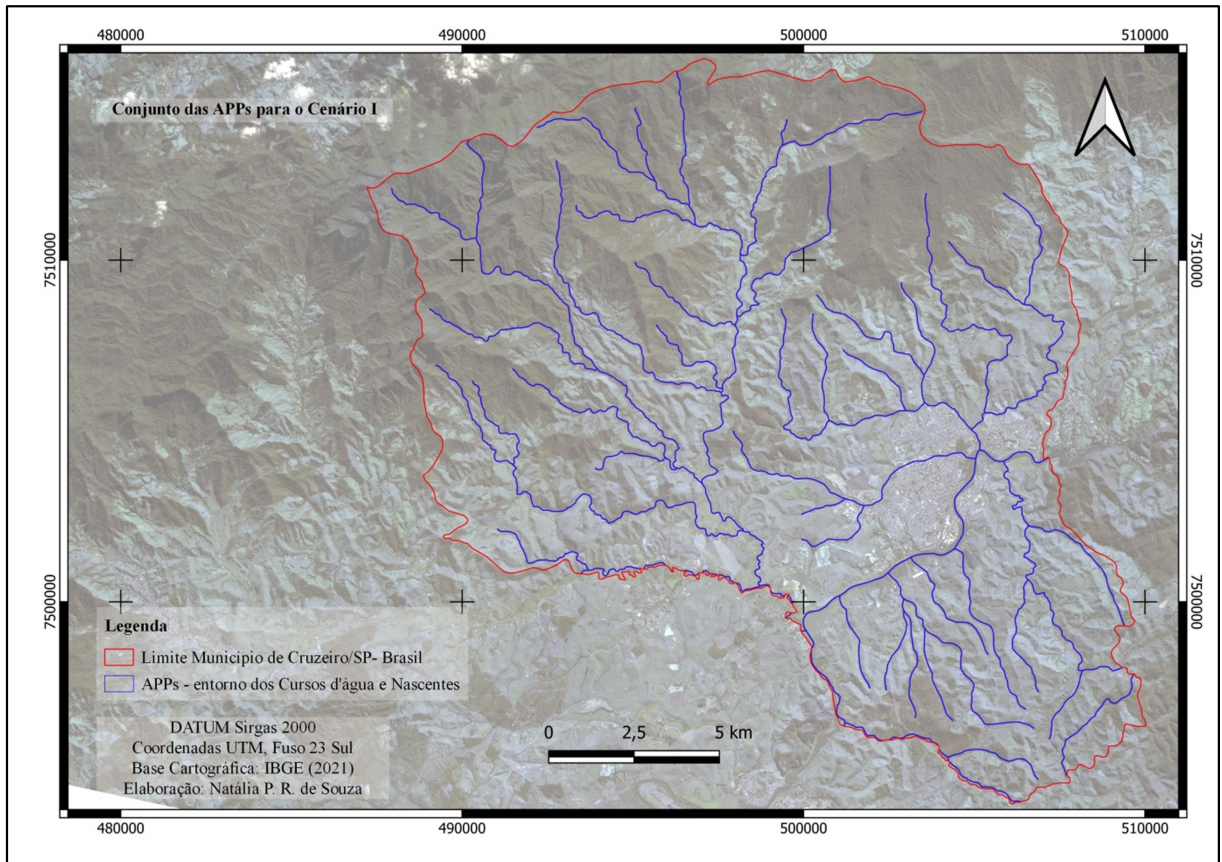 480000 490000 500000 510000
Conjunto das APPs para o Cenário I
7510000 7510000
7500000 7500000
Legenda
Limite Município de Cruzeiro/SP- Brasil
APPs - entorno dos Cursos d'água e Nascentes
DATUM Sirgas 2000
Coordenadas UTM, Fuso 23 Sul
Base Cartográfica: IBGE (2021)
Elaboração: Natália P. R. de Souza
0 2,5 5 km
480000 490000 500000 510000